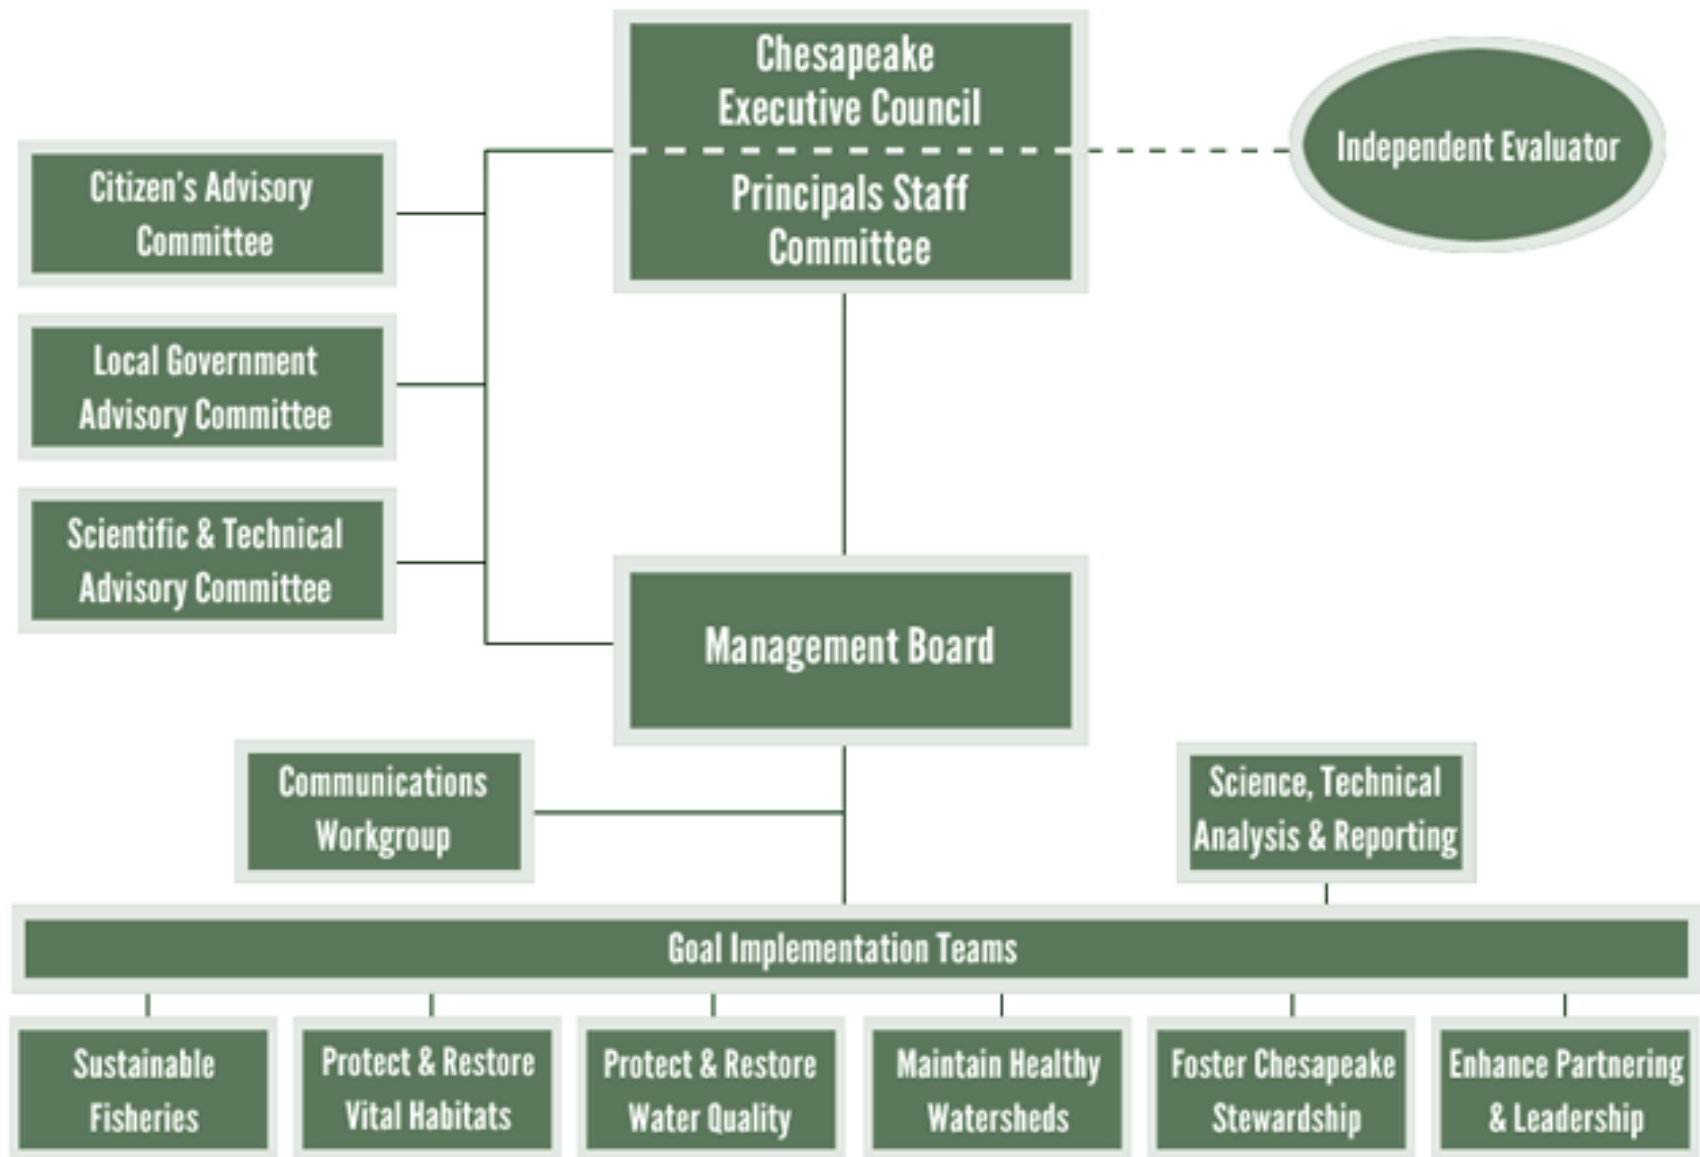 Chesapeake
Executive Council
Principals Staff
Committee
Independent Evaluator
Citizen's Advisory
Committee
Local Government
Advisory Committee
Scientific & Technical
Advisory Committee
Management Board
Communications
Workgroup
Science, Technical
Analysis & Reporting
Goal Implementation Teams
Sustainable
Fisheries
Protect & Restore
Vital Habitats
Protect & Restore
Water Quality
Maintain Healthy
Watersheds
Foster Chesapeake
Stewardship
Enhance Partnering
& Leadership